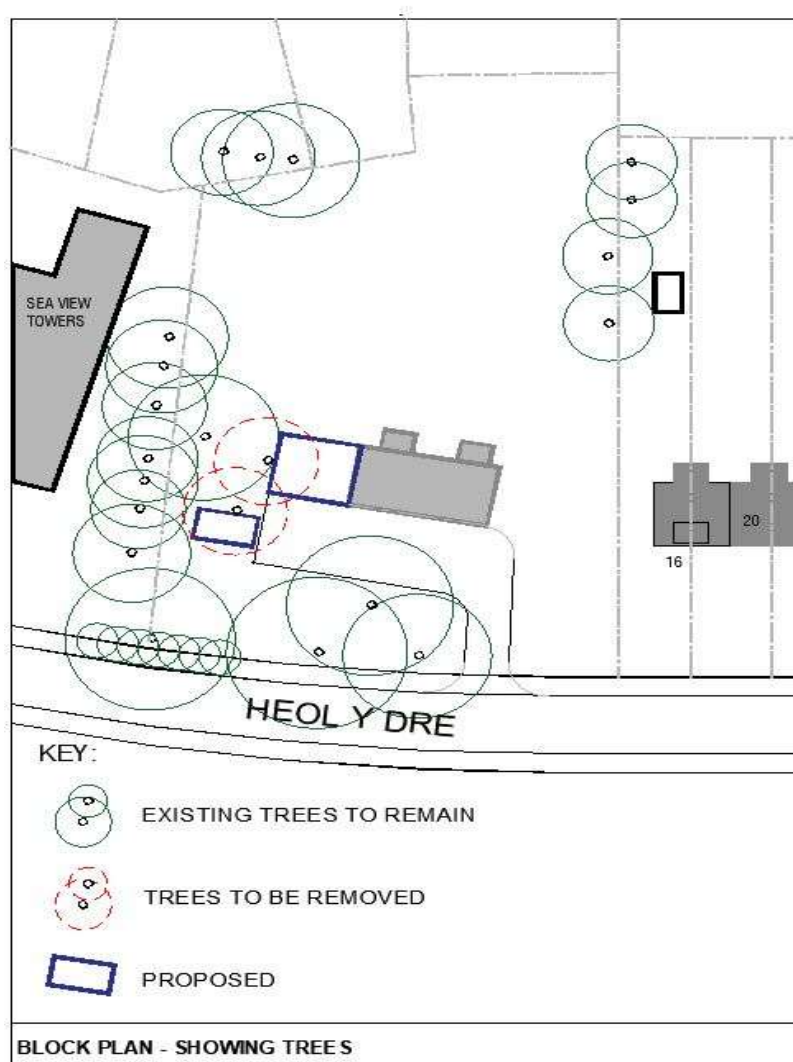 SEA VIEW
TOWERS
20
16
HEOL Y DRE
KEY:
EXISTING TREES TO REMAIN
TREES TO BE REMOVED
PROPOSED
BLOCK PLAN - SHOWING TREES